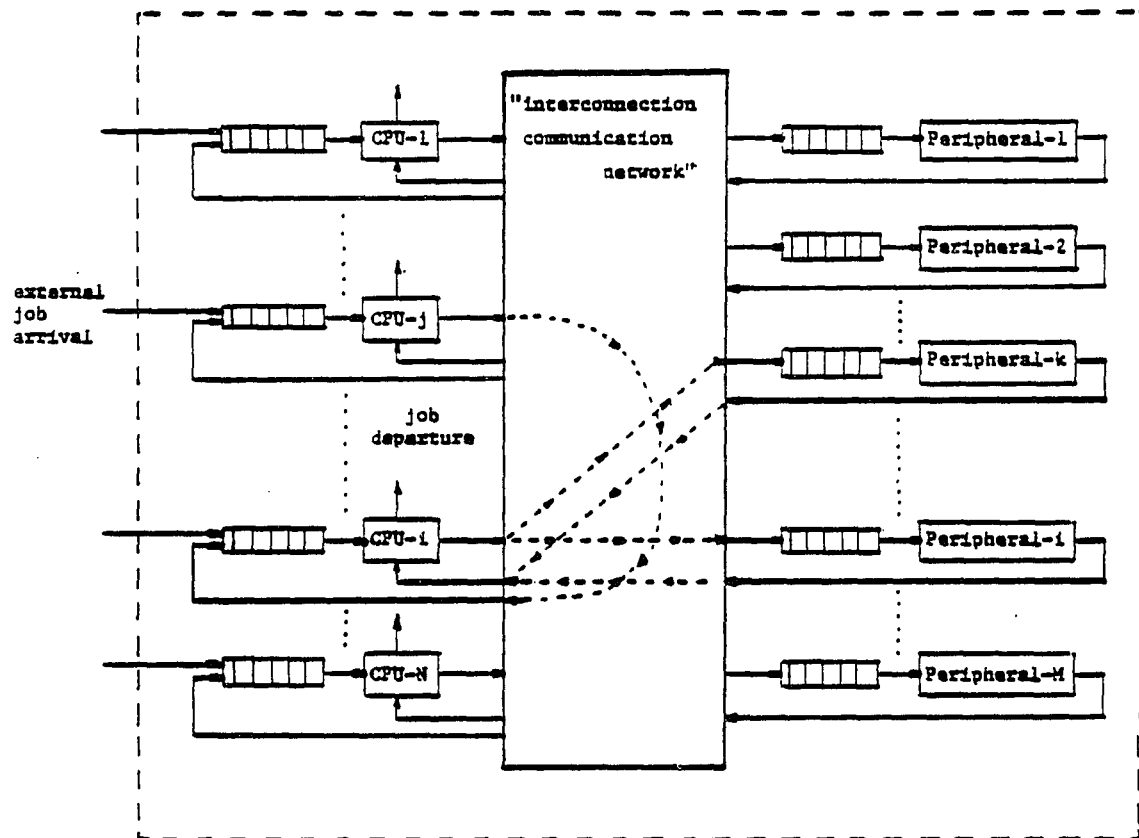 "interconnection
communication
network"
CPU-1
Peripheral-1
Peripheral-2
external
job
arrival
CPU-j
Peripheral-k
job
departure
CPU-i
Peripheral-i
CPU-N
Peripheral-M